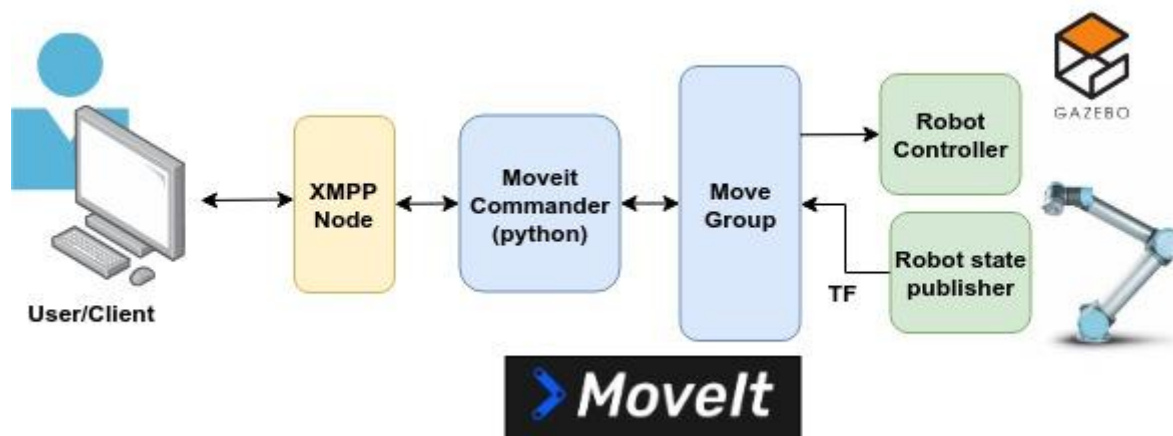 User/Client
XMPP
Node
Moveit
Commander
(python)
Move
Group
Robot
Controller
GAZEBO
Robot state
publisher
TF
MoveIt